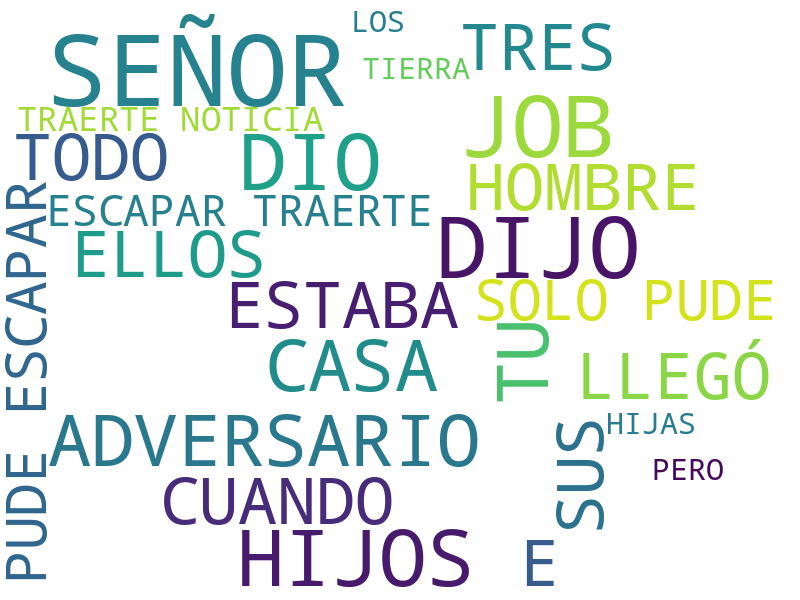 LOS
SEÑOR
TRES
TIERRA
TRAERTE NOTICIA
JOB
TODO
DIO
HOMBRE
ESCAPAR TRAERTE
DIJO
ELLOS
ESTABA
SOLO PUDE
TU
CASA
LLEGÓ
PUDE ESCAPAR
ADVERSARIO
HIJAS
SUS
PERO
CUANDO
HIJOS
E